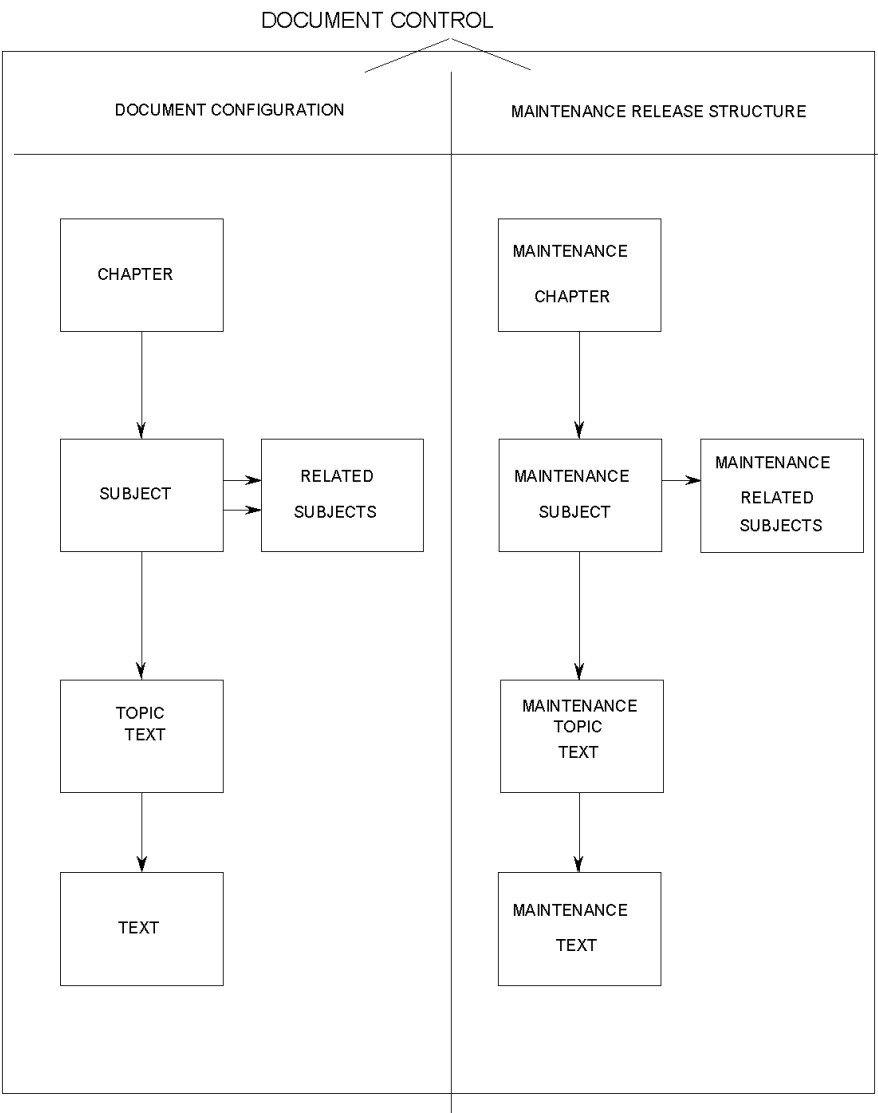 DOCUMENT CONTROL
DOCUMENT CONFIGURATION
MAINTENANCE RELEASE STRUCTURE
CHAPTER
MAINTENANCE
CHAPTER
SUBJECT
RELATED
SUBJECTS
MAINTENANCE
SUBJECT
MAINTENANCE
RELATED
SUBJECTS
TOPIC
TEXT
MAINTENANCE
TOPIC
TEXT
TEXT
MAINTENANCE
TEXT